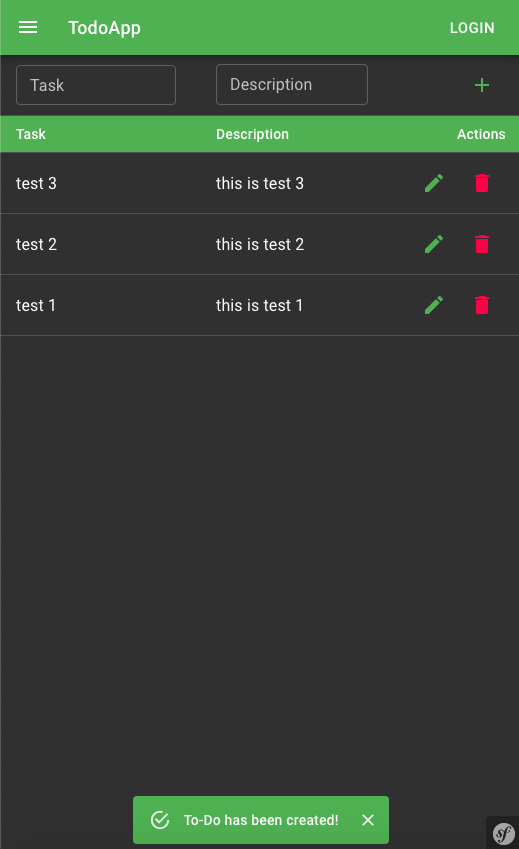 TodoApp LOGIN
Task Description
Task Description Actions
test 3 this is test 3
test 2 this is test 2
test 1 this is test 1
To-Do has been created!
sf